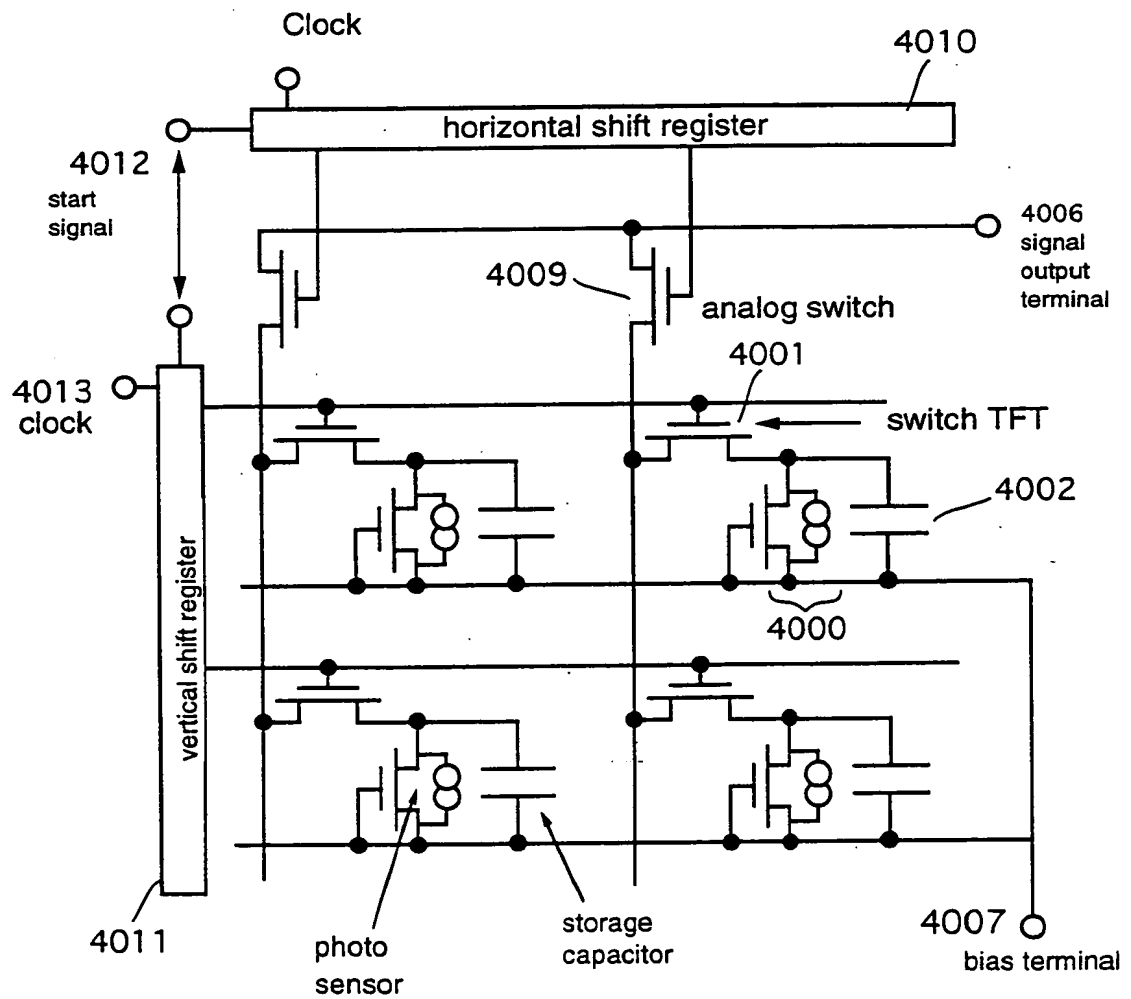 Clock
4010
horizontal shift register
4012
start
signal
4006
signal
output
terminal
4009
analog switch
4001
4013
clock
switch TFT
4002
vertical shift register
4000
4011
photo
sensor
storage
capacitor
4007
bias terminal